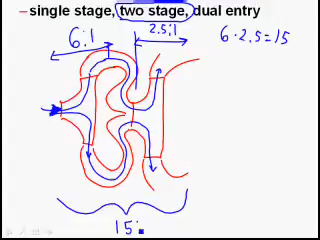 –single stage, two stage, dual entry
6:1
2.5:1
6·2.5=15
15: